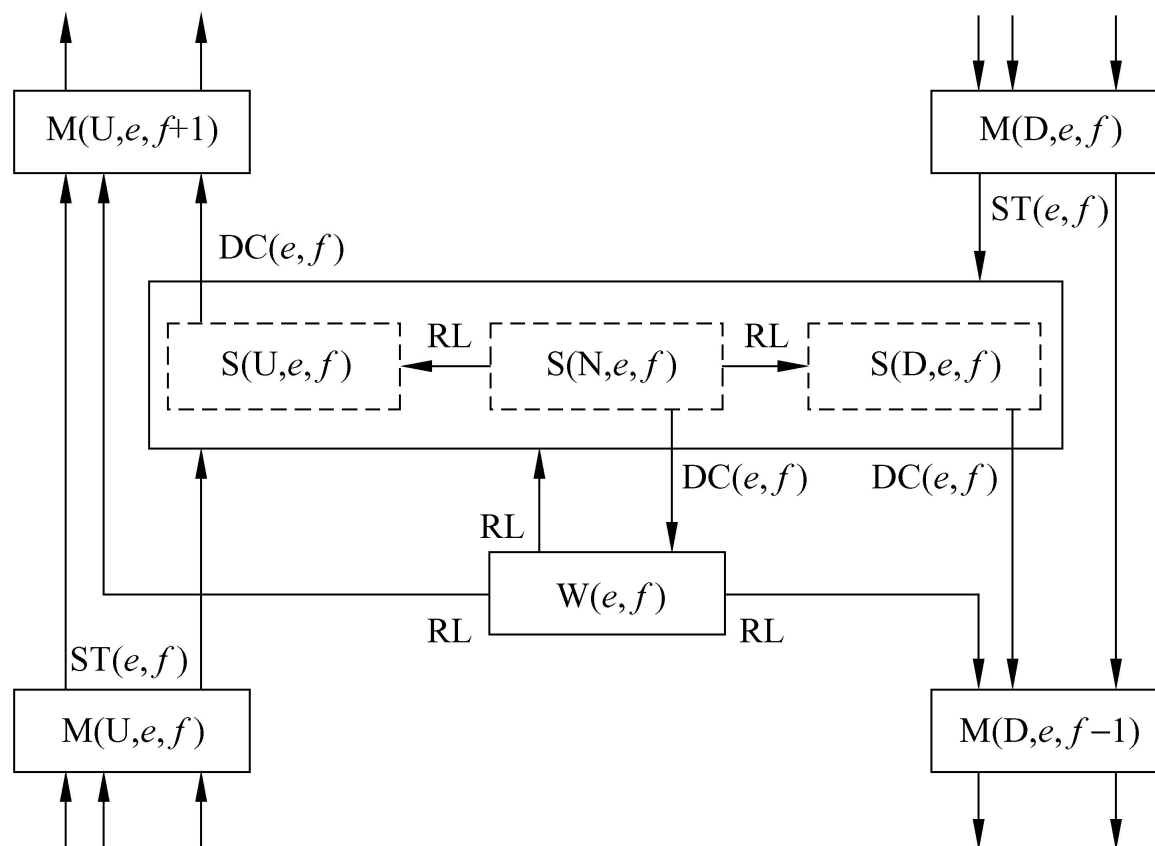 M(U,e,f+1)
M(D,e,f)
ST(e,f)
DC(e,f)
RL
RL
S(U,e,f)
S(N,e,f)
S(D,e,f)
DC(e,f)
DC(e,f)
RL
W(e,f)
RL
RL
ST(e,f)
M(U,e,f)
M(D,e,f−1)